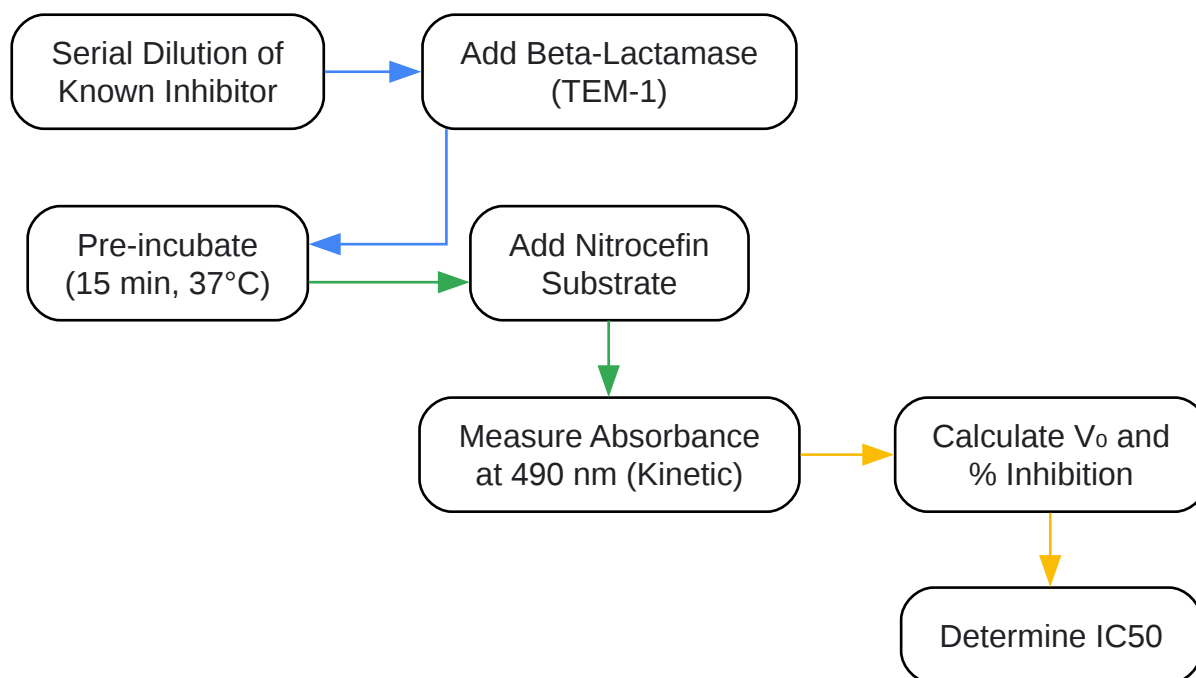 Serial Dilution of
Known Inhibitor
Add Beta-Lactamase
(TEM-1)
Pre-incubate
(15 min, 37°C)
Add Nitrocefin
Substrate
Measure Absorbance
at 490 nm (Kinetic)
Calculate V₀ and
% Inhibition
Determine IC50